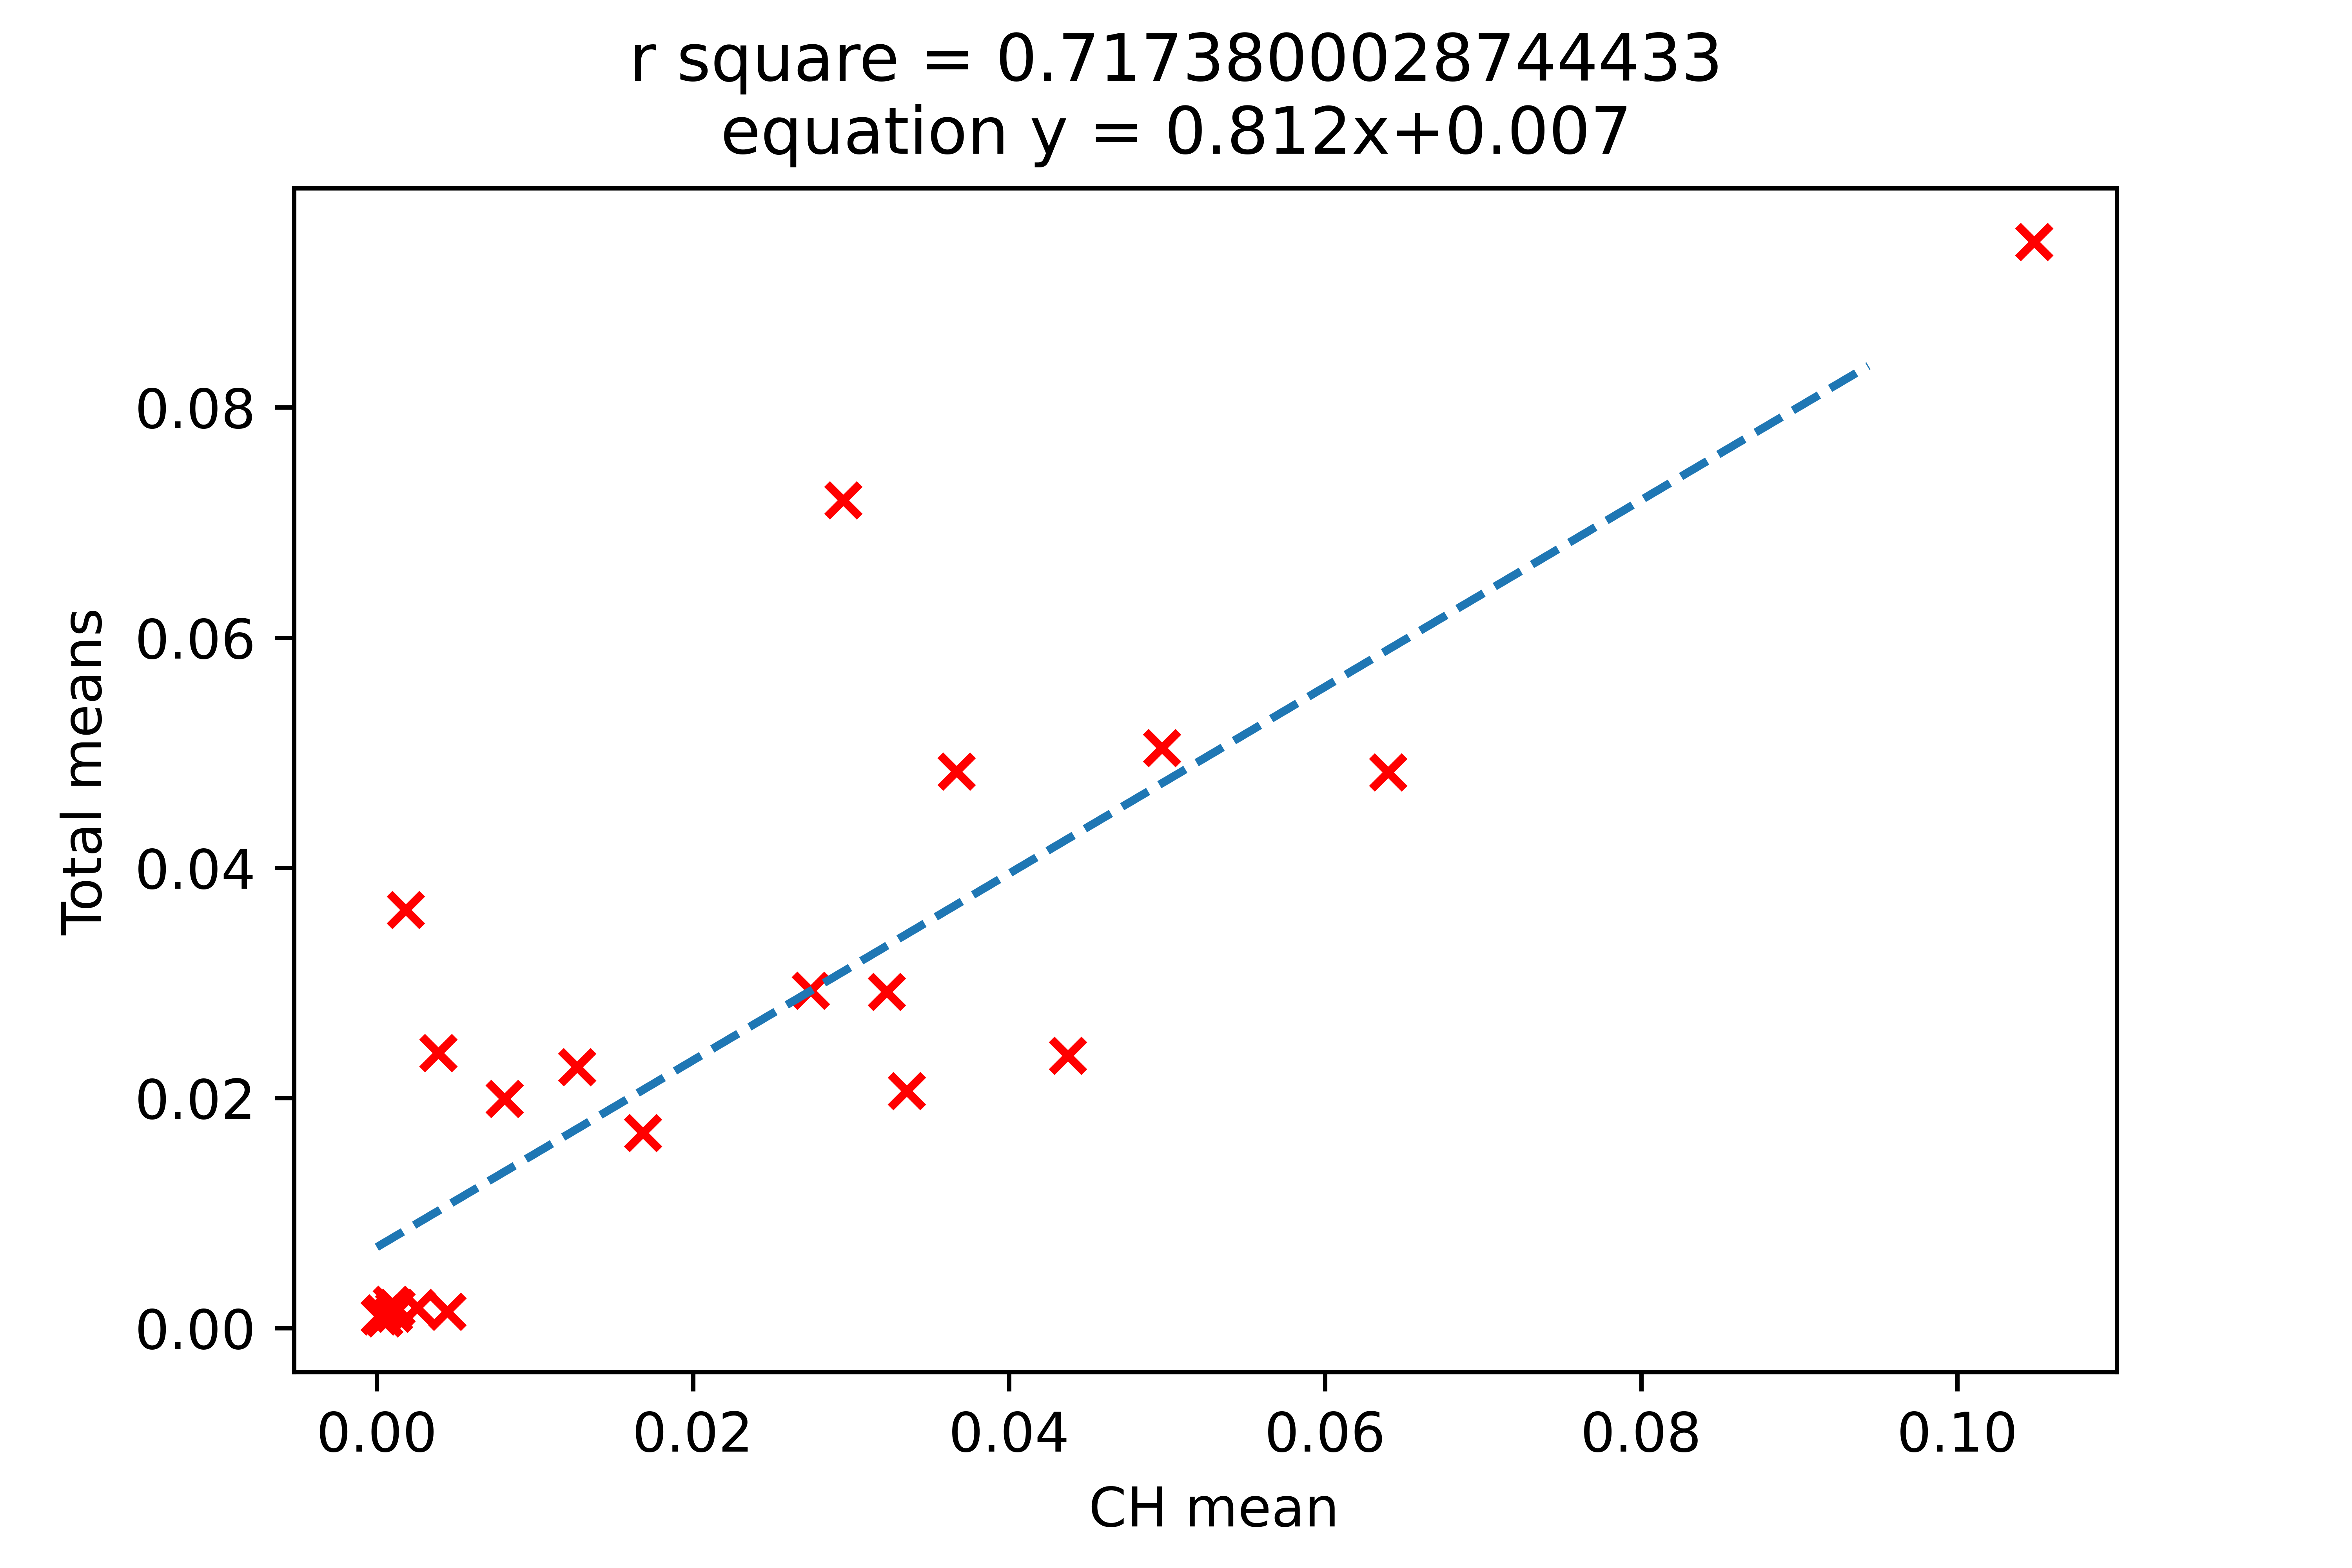 r square = 0.7173800028744433
equation y = 0.812x+0.007
Total means
0.08
0.06
0.04
0.02
0.00
0.00 0.02 0.04 0.06 0.08 0.10
CH mean